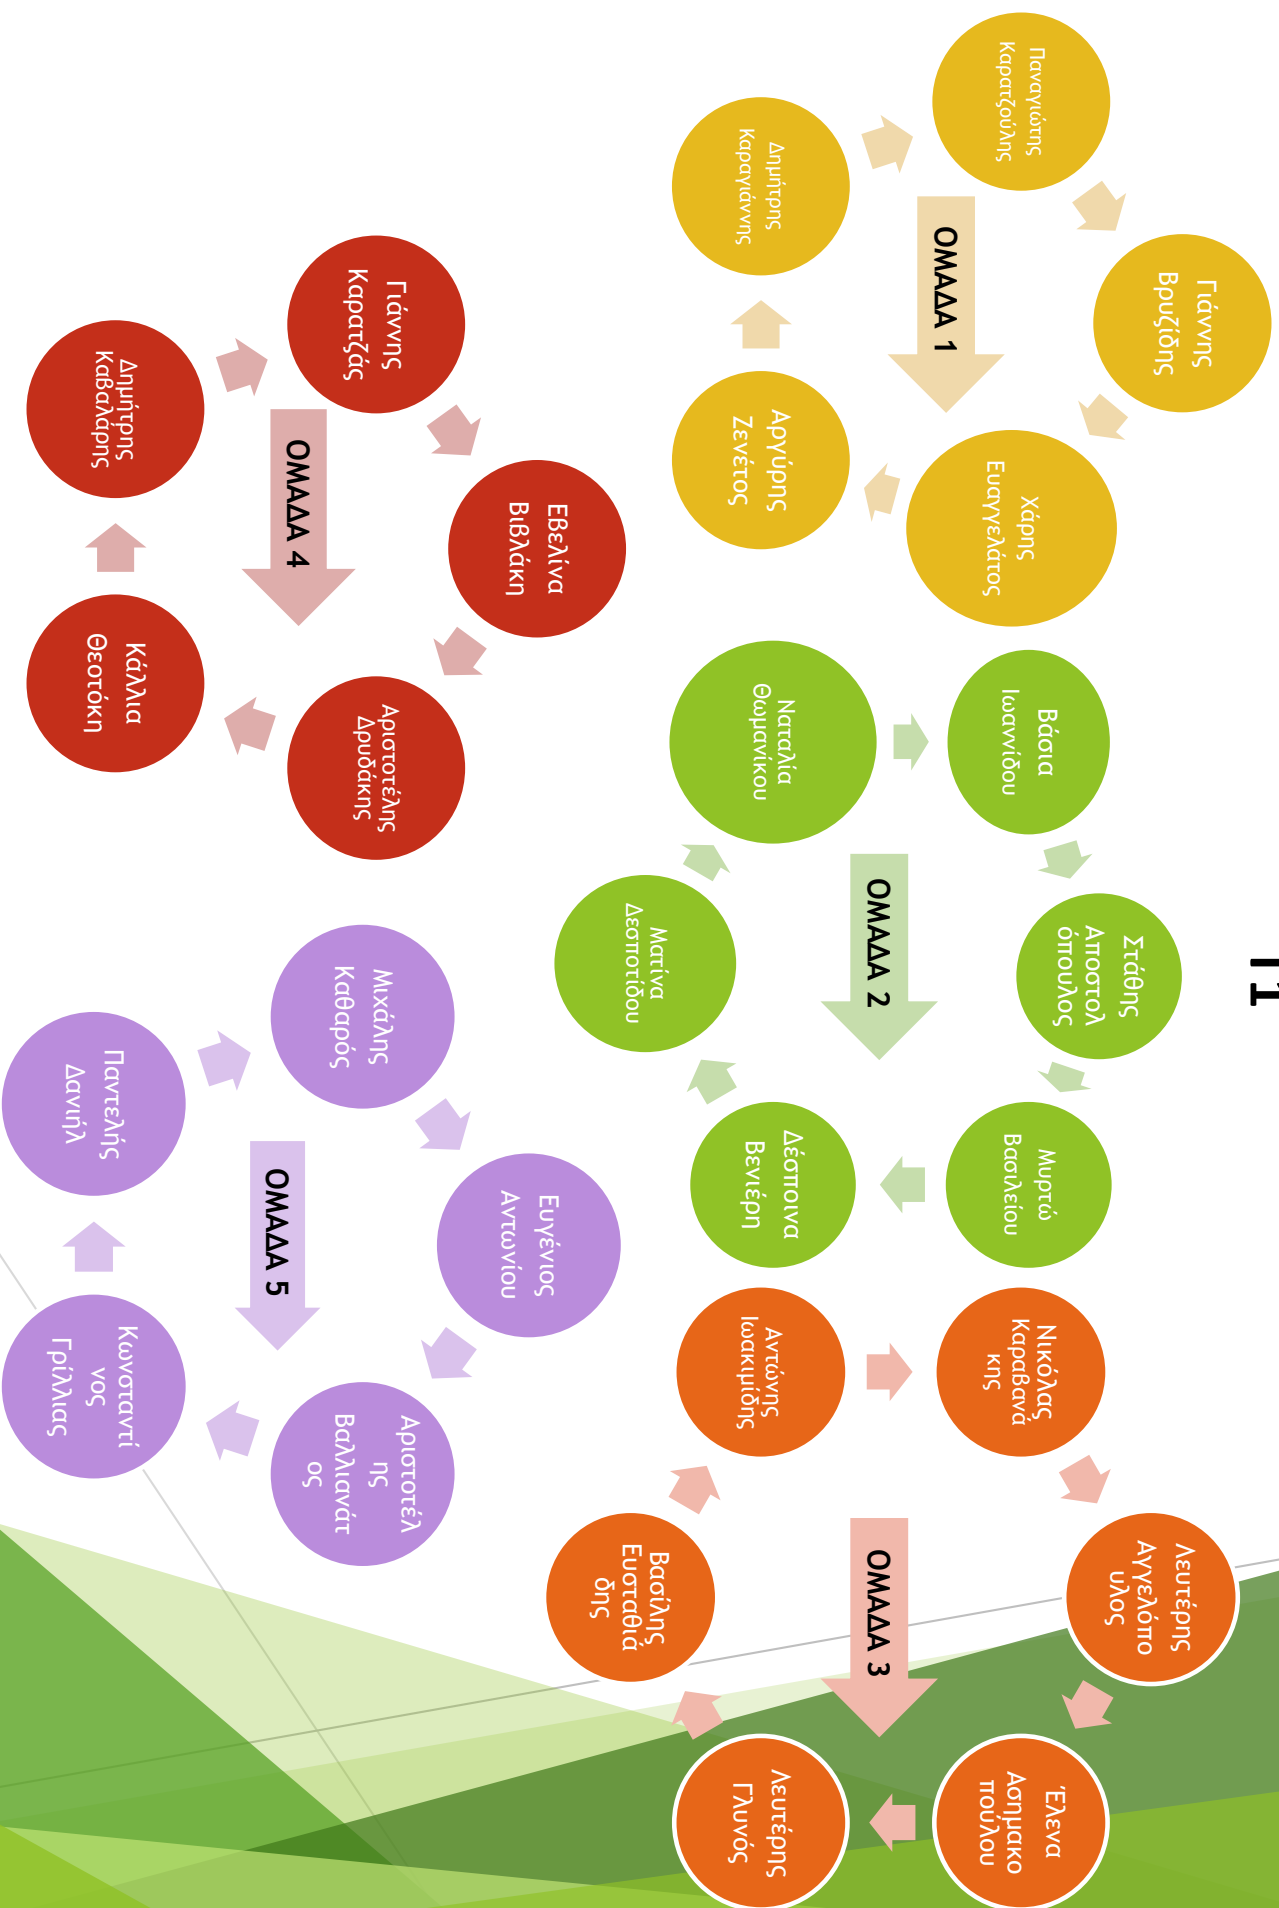 Γ1
Γιάννης
Βρυζίδης
Χάρης
Ευαγγελάτος
Αργύρης
Ζενέτος
Δημήτρης
Καραγιάννης
Παναγιώτης
Καρατζούλης
ΟΜΑΔΑ 1
Στάθης
Αποστολ
όπουλος
Μυρτώ
Βασιλείου
Δέσποινα
Βενιέρη
Ματίνα
Δεσποτίδου
Ναταλία
Θωμανίκου
Βάσια
Ιωαννίδου
ΟΜΑΔΑ 2
Λευτέρης
Αγγελόπο
υλος
Έλενα
Ασημακο
πούλου
Λευτέρης
Γλυνός
Βασίλης
Ευσταθιά
δης
Αντώνης
Ιωακιμίδης
Νικόλας
Καραβανά
κης
ΟΜΑΔΑ 3
Εβελίνα
Βιβλάκη
Αριστοτέλης
Δρυδάκης
Κάλλια
Θεοτόκη
Δημήτρης
Καβαλάρης
Γιάννης
Καρατζάς
ΟΜΑΔΑ 4
Ευγένιος
Αντωνίου
Αριστοτέλ
ης
Βαλλιανάτ
ος
Κωνσταντί
νος
Γρίλλιας
Παντελής
Δανιήλ
Μιχάλης
Καθαρός
ΟΜΑΔΑ 5